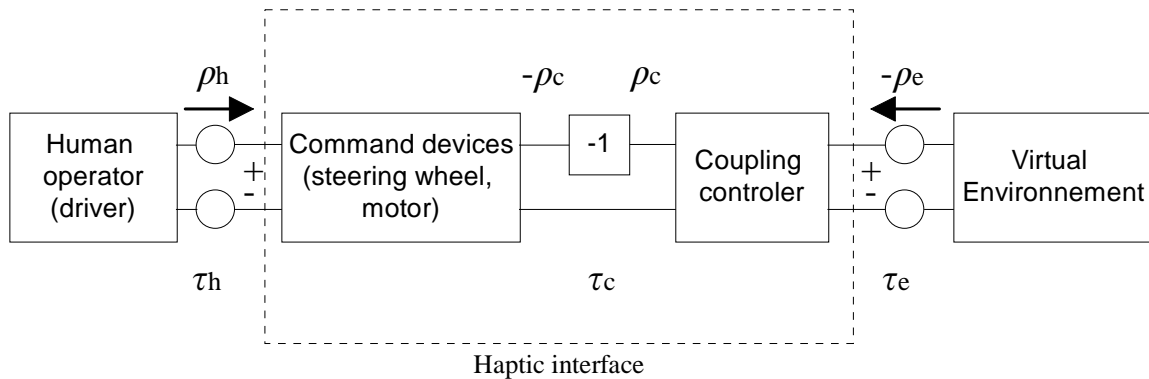 ρh
-ρc
ρc
-ρe
Human
operator
(driver)
+
-
Command devices
(steering wheel,
motor)
-1
Coupling
controler
+
-
Virtual
Environnement
τh
τc
τe
Haptic interface